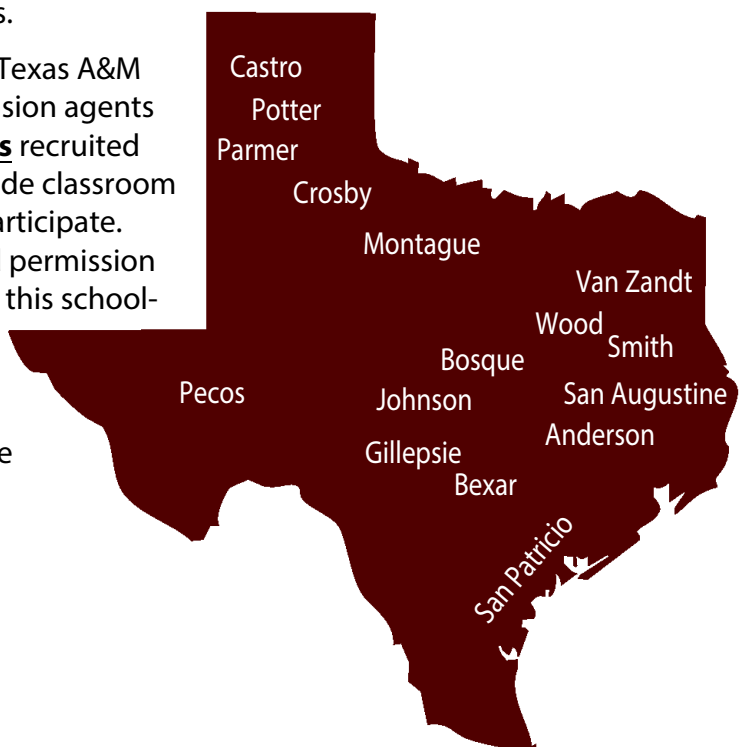 s.
Texas A&M
sion agents
s recruited
de classroom
articipate.
permission
this school-
e
Castro
Potter
Parmer
Crosby
Montague
Van Zandt
Wood
Smith
Bosque
Pecos
Johnson
San Augustine
Anderson
Gillepsie
Bexar
San Patricio